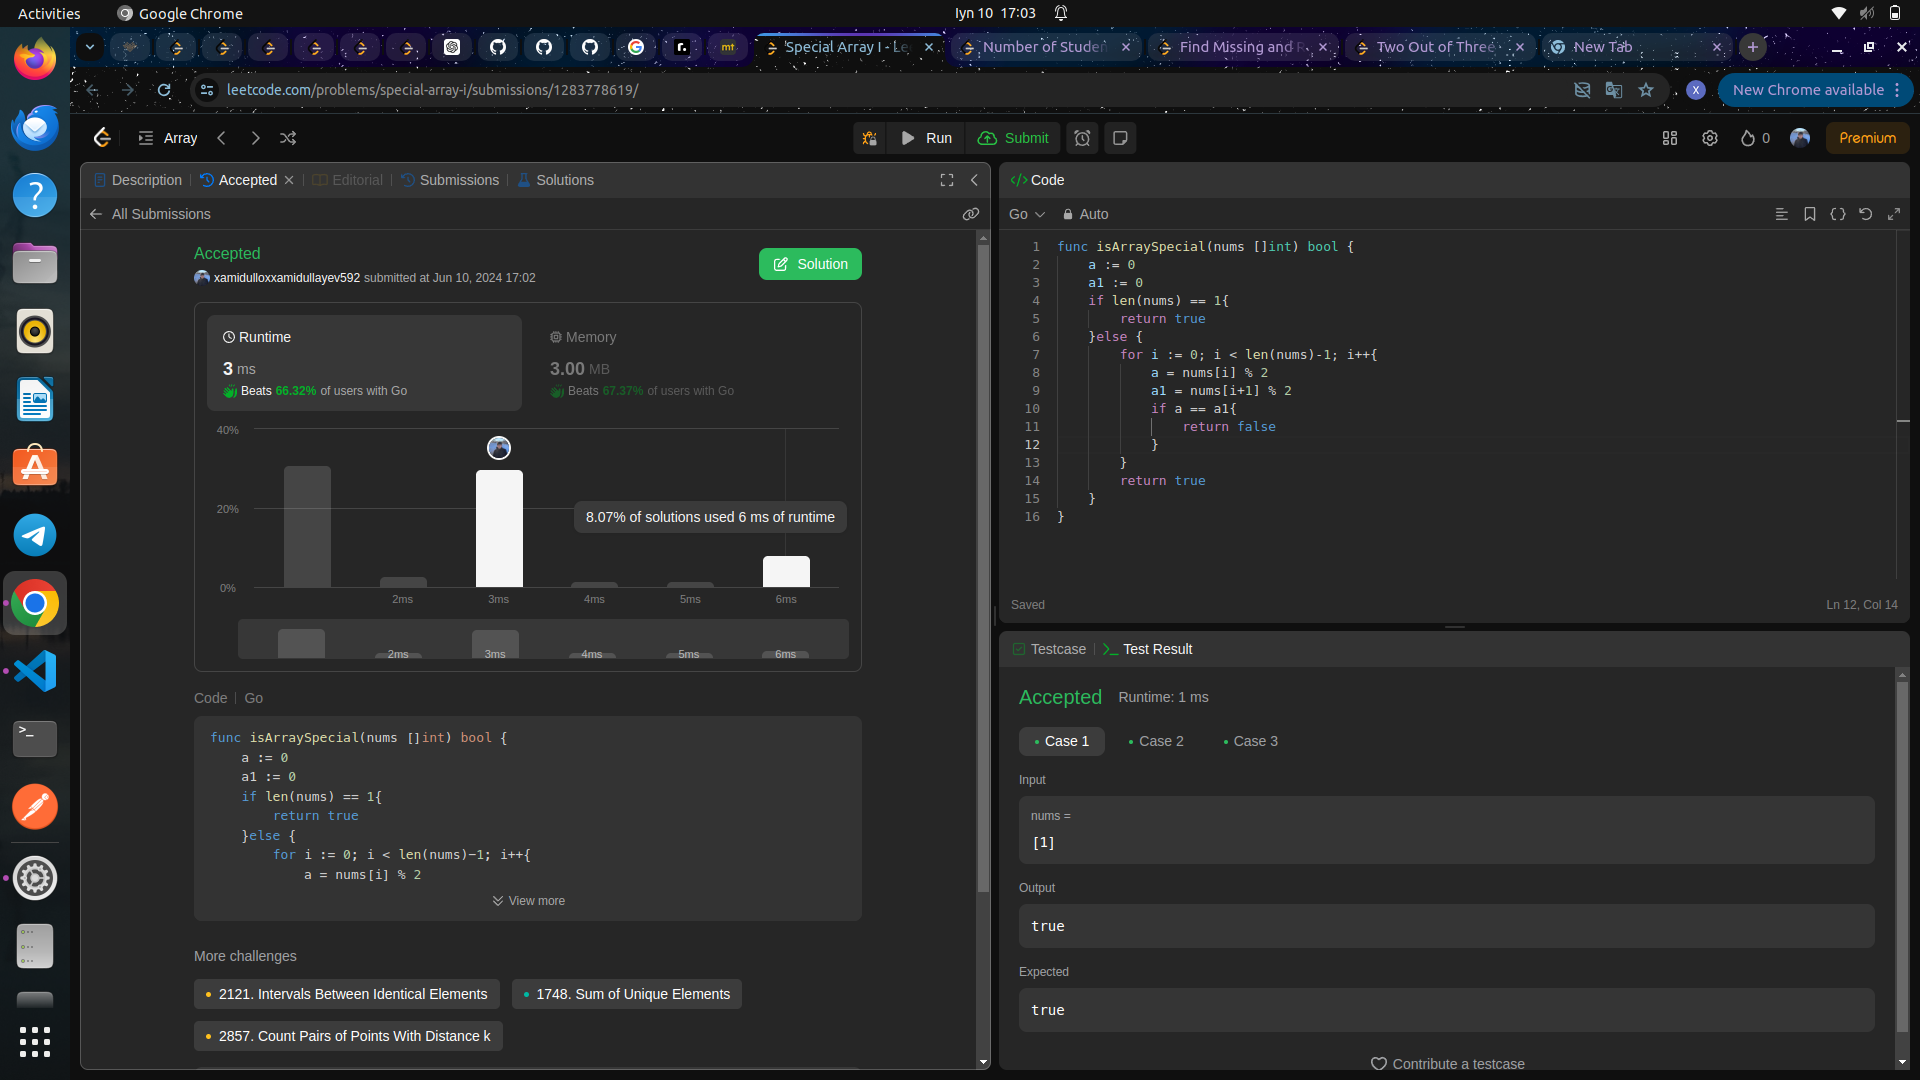 Activities
Google Chrome
Iyn 10 17:03
'Special Array I - Le
Number of Studen
Find Missing and R
Two Out of Three
New Tab
leetcode.com/problems/special-array-i/submissions/1283778619/
X
New Chrome available
Array
Run
Submit
0
Premium
Description
Accepted
Editorial
Submissions
Solutions
All Submissions
Accepted
xamidulloxxamidullayev592 submitted at Jun 10, 2024 17:02
Solution
Runtime
3 ms
Beats 66.32% of users with Go
Memory
3.00 MB
Beats 67.37% of users with Go
40%
20%
0%
8.07% of solutions used 6 ms of runtime
2ms 3ms 4ms 5ms 6ms
2ms 3ms 4ms 5ms 6ms
Code | Go
func isArraySpecial(nums []int) bool {
    a := 0
    a1 := 0
    if len(nums) == 1{
        return true
    }else {
        for i := 0; i < len(nums)-1; i++{
            a = nums[i] % 2
View more
More challenges
2121. Intervals Between Identical Elements
1748. Sum of Unique Elements
2857. Count Pairs of Points With Distance k
</> Code
Go
Auto
1 func isArraySpecial(nums []int) bool {
2     a := 0
3     a1 := 0
4     if len(nums) == 1{
5         return true
6     }else {
7         for i := 0; i < len(nums)-1; i++{
8             a = nums[i] % 2
9             a1 = nums[i+1] % 2
10             if a == a1{
11                 return false
12             }
13         }
14         return true
15     }
16 }
Saved
Ln 12, Col 14
Testcase
Test Result
Accepted
Runtime: 1 ms
Case 1
Case 2
Case 3
Input
nums =
[1]
Output
true
Expected
true
Contribute a testcase